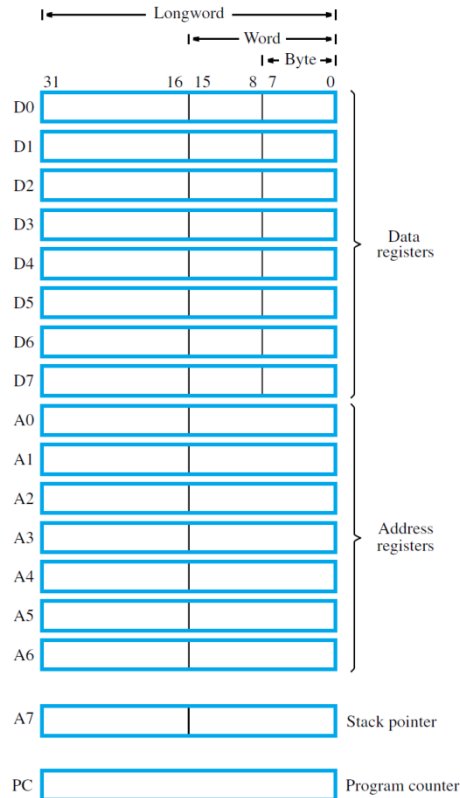 Longword
Word
Byte
31 16 15 8 7 0
D0
D1
D2
D3
D4
D5
D6
D7
Data
registers
A0
A1
A2
A3
A4
A5
A6
Address
registers
A7 Stack pointer
PC Program counter